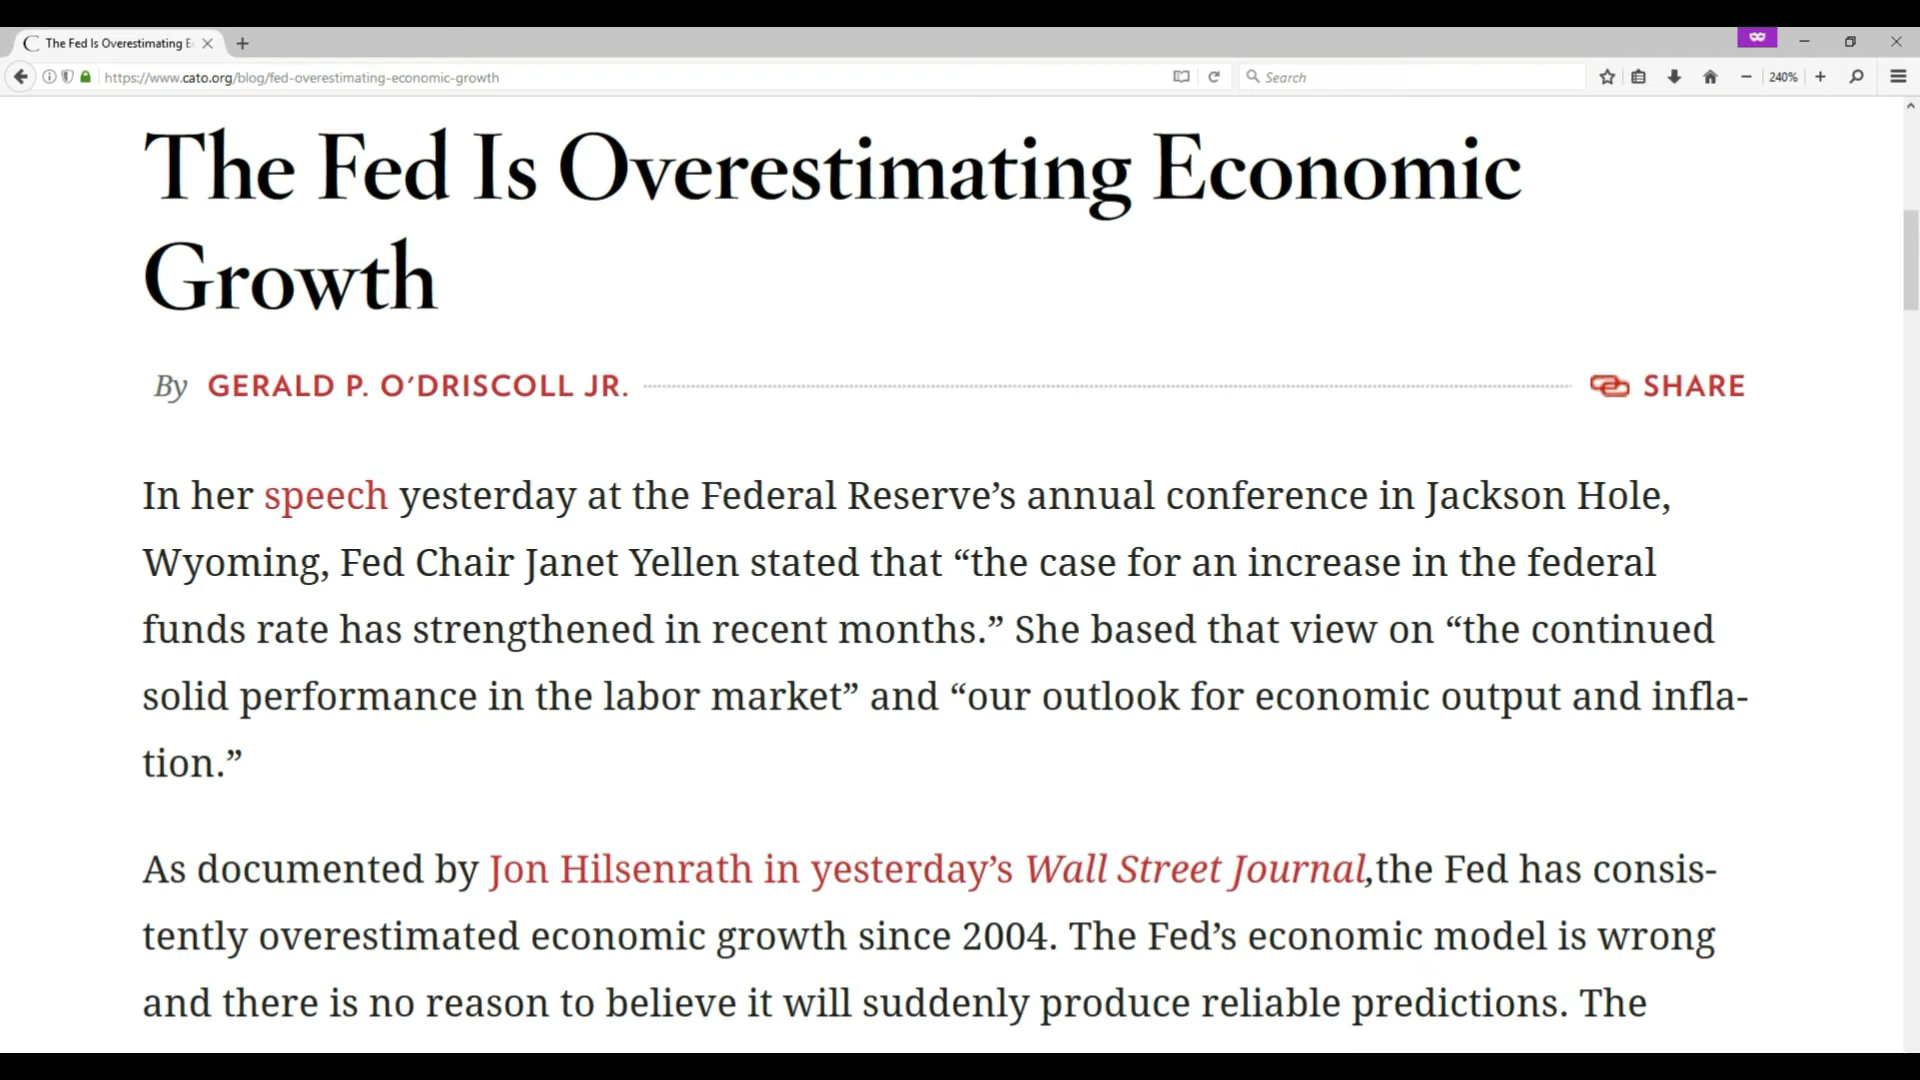 The Fed Is Overestimating E
https://www.cato.org/blog/fed-overestimating-economic-growth
Search
240%
The Fed Is Overestimating Economic
Growth
By GERALD P. O’DRISCOLL JR.
SHARE
In her speech yesterday at the Federal Reserve’s annual conference in Jackson Hole,
Wyoming, Fed Chair Janet Yellen stated that “the case for an increase in the federal
funds rate has strengthened in recent months.” She based that view on “the continued
solid performance in the labor market” and “our outlook for economic output and infla-
tion.”
As documented by Jon Hilsenrath in yesterday’s Wall Street Journal,the Fed has consis-
tently overestimated economic growth since 2004. The Fed’s economic model is wrong
and there is no reason to believe it will suddenly produce reliable predictions. The